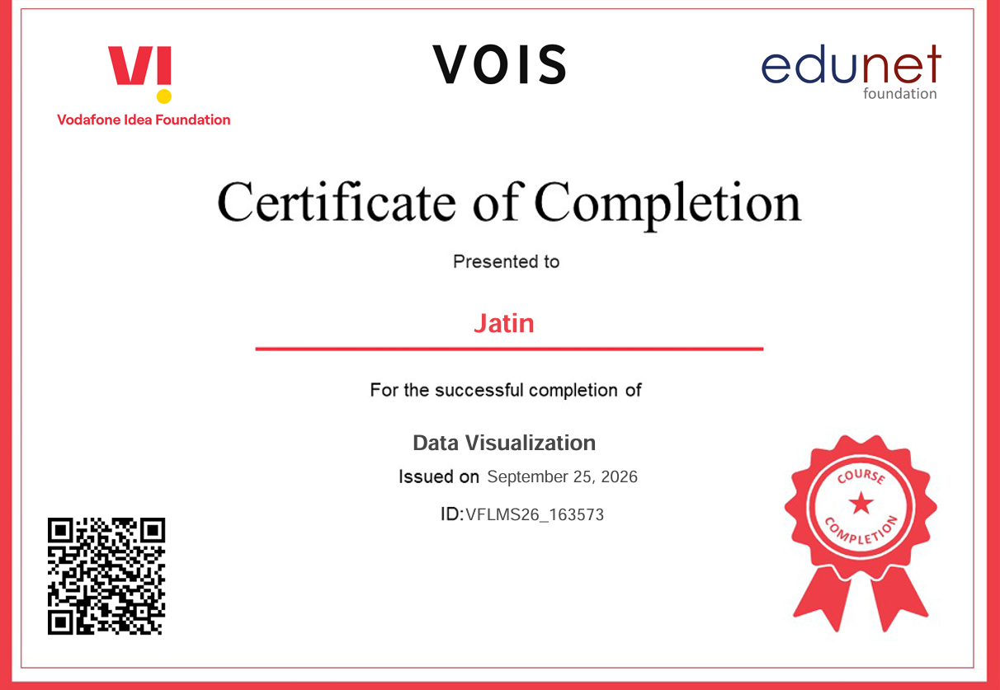 VI
Vodafone Idea Foundation
VOIS
edunet
foundation
Certificate of Completion
Presented to
Jatin
For the successful completion of
Data Visualization
Issued on September 25, 2026
ID:VFLMS26_163573
COURSE
COMPLETION